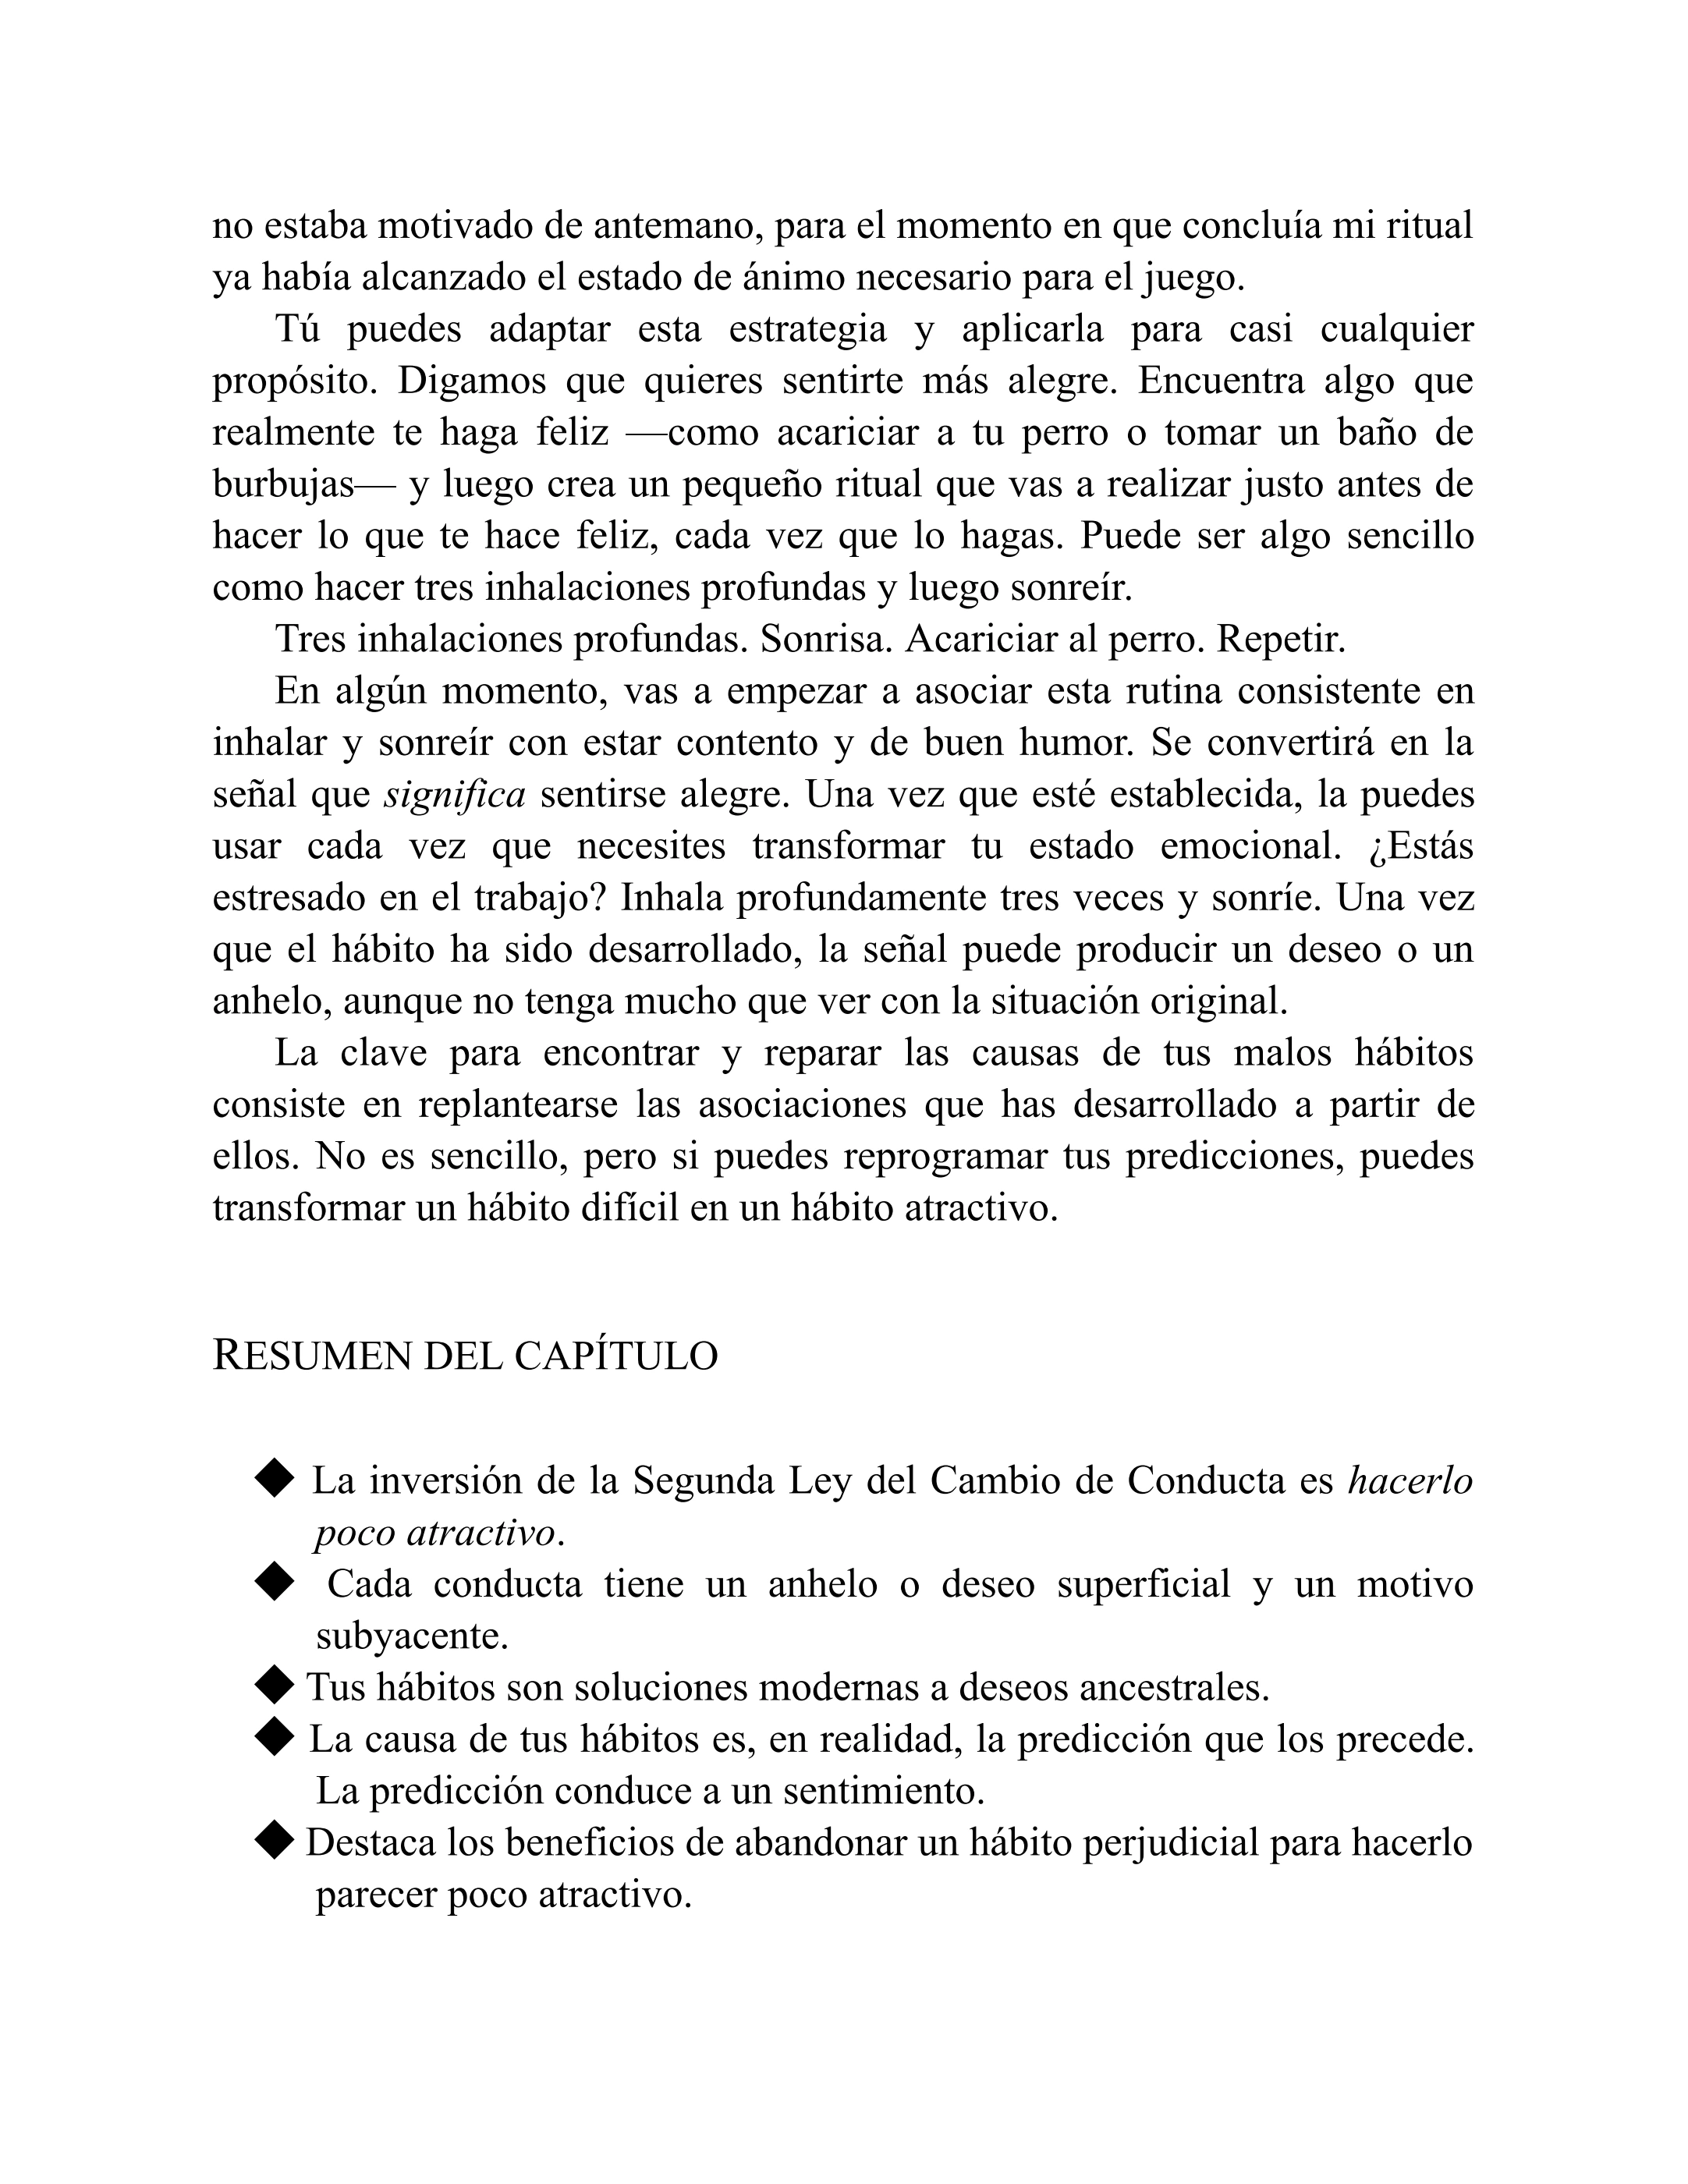 no estaba motivado de antemano, para el momento en que concluía mi ritual
ya había alcanzado el estado de ánimo necesario para el juego.
Tú puedes adaptar esta estrategia y aplicarla para casi cualquier
propósito. Digamos que quieres sentirte más alegre. Encuentra algo que
realmente te haga feliz —como acariciar a tu perro o tomar un baño de
burbujas— y luego crea un pequeño ritual que vas a realizar justo antes de
hacer lo que te hace feliz, cada vez que lo hagas. Puede ser algo sencillo
como hacer tres inhalaciones profundas y luego sonreír.
Tres inhalaciones profundas. Sonrisa. Acariciar al perro. Repetir.
En algún momento, vas a empezar a asociar esta rutina consistente en
inhalar y sonreír con estar contento y de buen humor. Se convertirá en la
señal que significa sentirse alegre. Una vez que esté establecida, la puedes
usar cada vez que necesites transformar tu estado emocional. ¿Estás
estresado en el trabajo? Inhala profundamente tres veces y sonríe. Una vez
que el hábito ha sido desarrollado, la señal puede producir un deseo o un
anhelo, aunque no tenga mucho que ver con la situación original.
La clave para encontrar y reparar las causas de tus malos hábitos
consiste en replantearse las asociaciones que has desarrollado a partir de
ellos. No es sencillo, pero si puedes reprogramar tus predicciones, puedes
transformar un hábito difícil en un hábito atractivo.
RESUMEN DEL CAPÍTULO
◆ La inversión de la Segunda Ley del Cambio de Conducta es hacerlo
poco atractivo.
◆ Cada conducta tiene un anhelo o deseo superficial y un motivo
subyacente.
◆ Tus hábitos son soluciones modernas a deseos ancestrales.
◆ La causa de tus hábitos es, en realidad, la predicción que los precede.
La predicción conduce a un sentimiento.
◆ Destaca los beneficios de abandonar un hábito perjudicial para hacerlo
parecer poco atractivo.